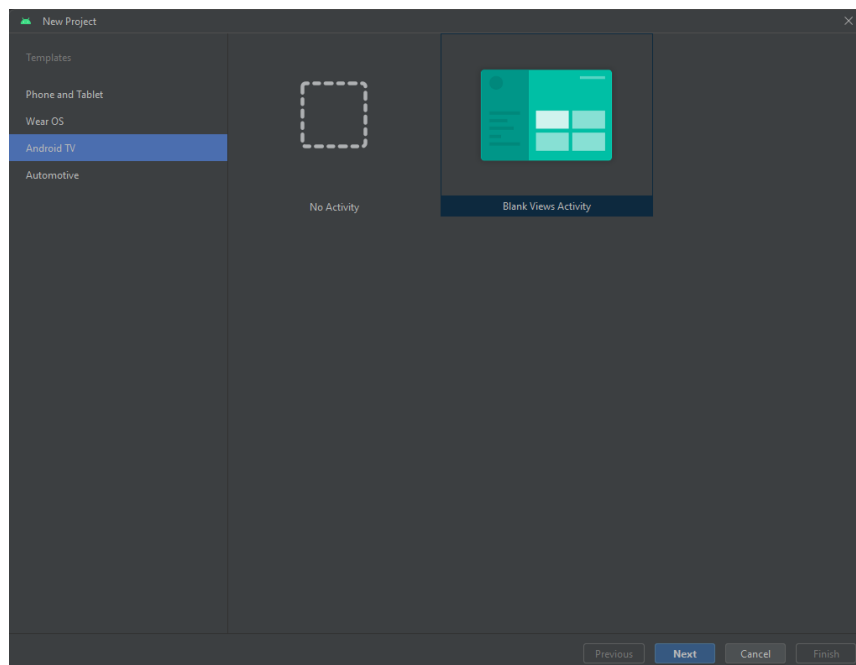 New Project
Templates
Phone and Tablet
Wear OS
Android TV
Automotive
No Activity
Blank Views Activity
Previous
Next
Cancel
Finish